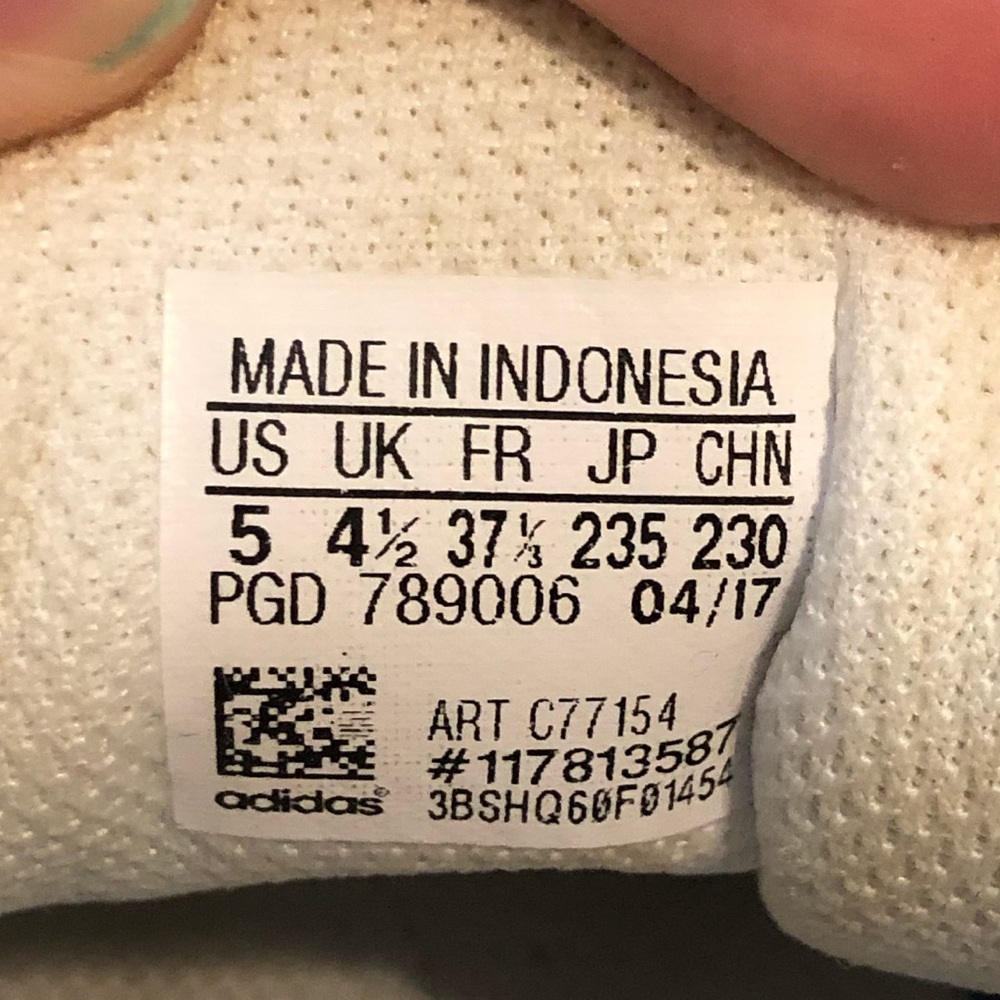 MADE IN INDONESIA
US UK FR JP CHN
5 4½ 37⅓ 235 230
PGD 789006 04/17
ART C77154
#117813587
3BSHQ60F01454
adidas®